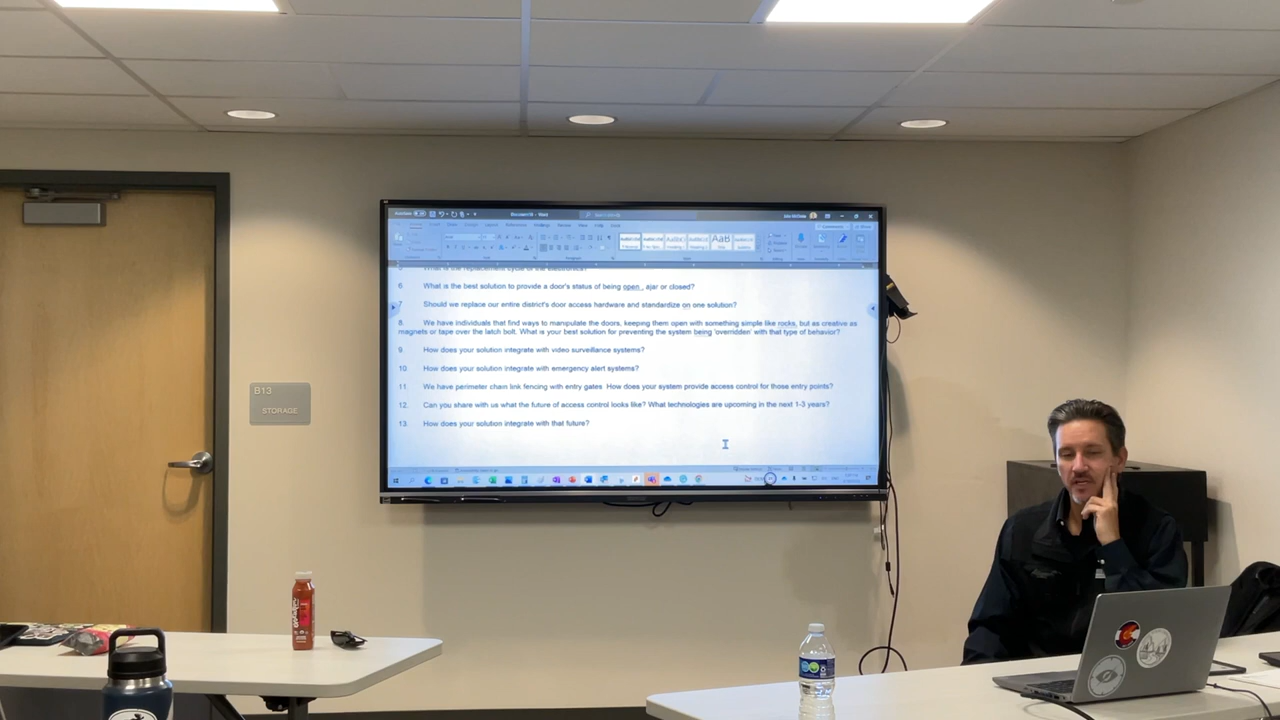 What is the replacement cycle of the electronics?
6 What is the best solution to provide a door's status of being open , ajar or closed?
7 Should we replace our entire district's door access hardware and standardize on one solution?
8. We have individuals that find ways to manipulate the doors, keeping them open with something simple like rocks, but as creative as
magnets or tape over the latch bolt. What is your best solution for preventing the system being 'overridden' with that type of behavior?
9. How does your solution integrate with video surveillance systems?
10. How does your solution integrate with emergency alert systems?
11. We have perimeter chain link fencing with entry gates How does your system provide access control for those entry points?
12. Can you share with us what the future of access control looks like? What technologies are upcoming in the next 1-3 years?
13. How does your solution integrate with that future?
B13
STORAGE